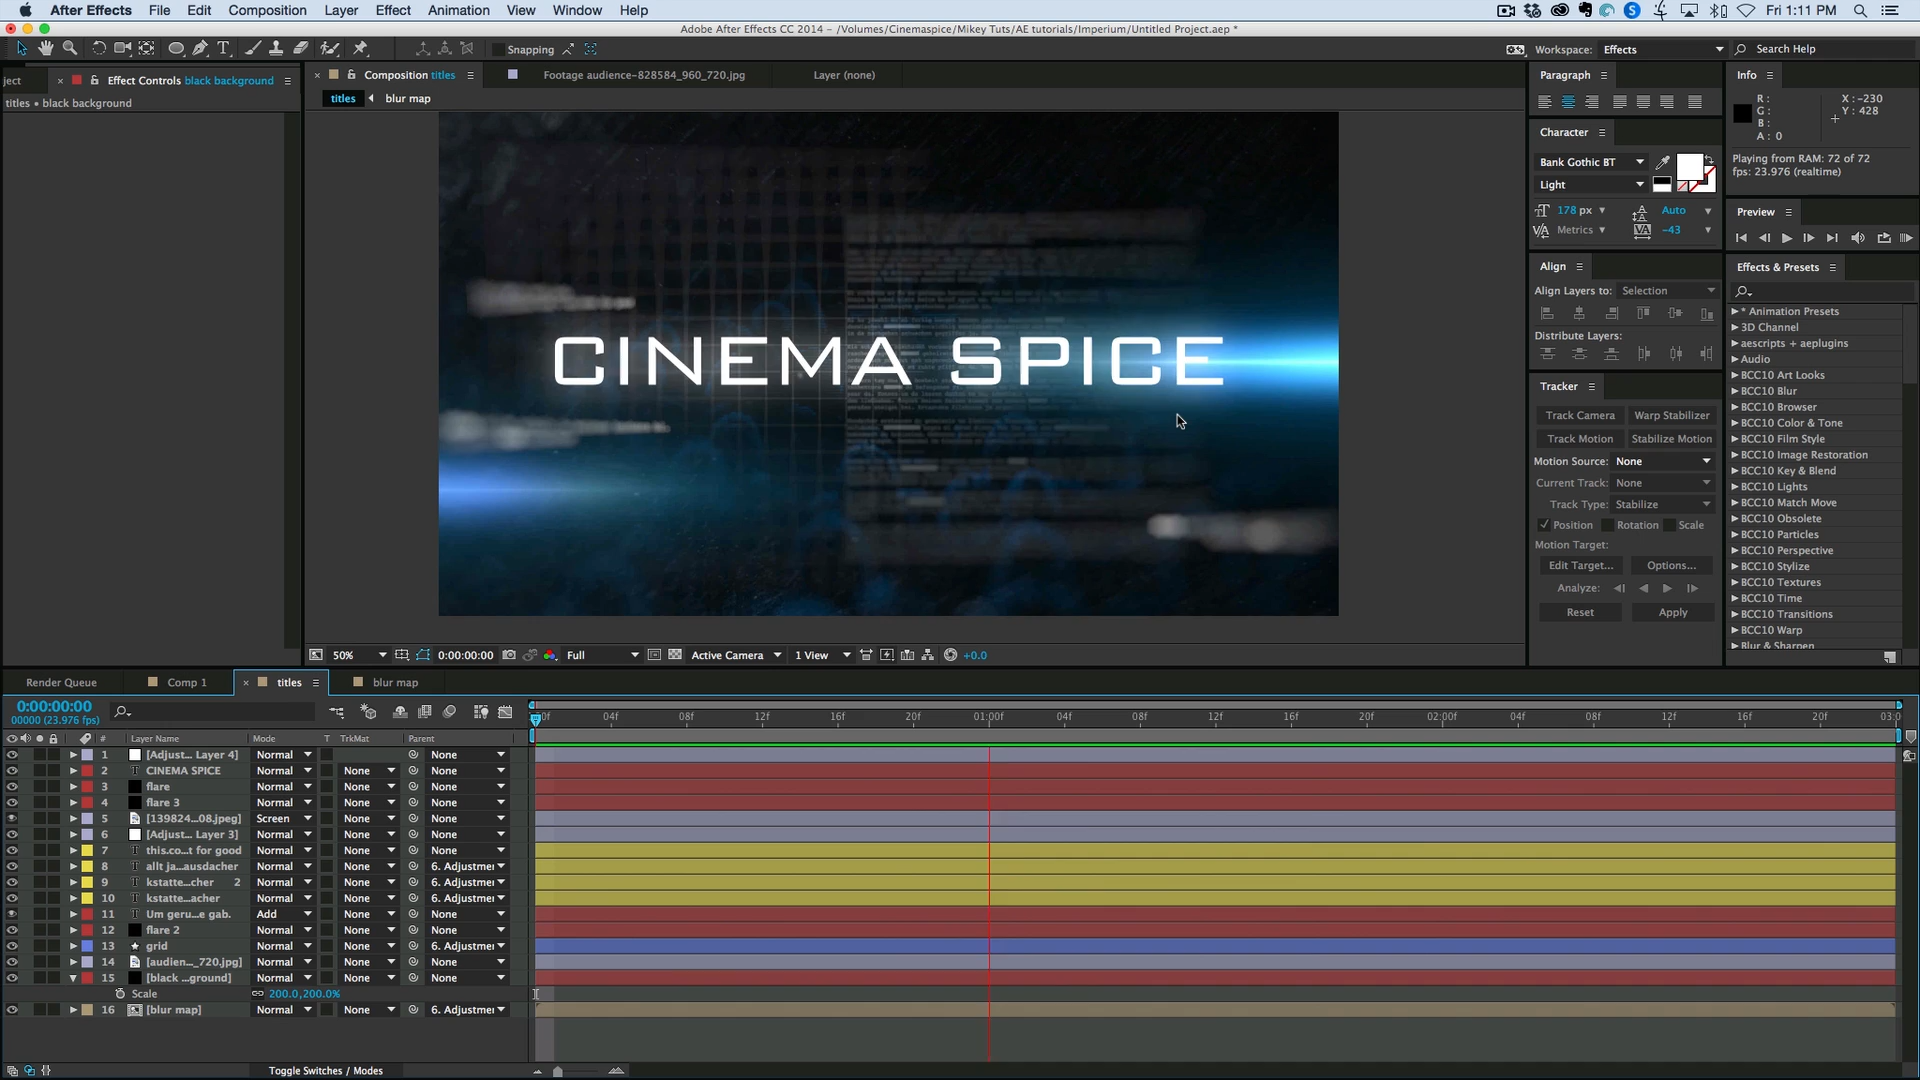 After Effects File Edit Composition Layer Effect Animation View Window Help
Fri 1:11 PM
Adobe After Effects CC 2014 - /Volumes/Cinemaspice/Mikey Tuts/AE tutorials/Imperium/Untitled Project.aep *
Snapping
Workspace: Effects
Search Help
ject
Effect Controls black background
titles • black background
Composition titles
Footage audience-828584_960_720.jpg
Layer (none)
titles
blur map
CINEMA SPICE
50%
0:00:00:00
Full
Active Camera
1 View
+0.0
Paragraph
Character
Bank Gothic BT
Light
178 px
Auto
Metrics
-43
Align
Align Layers to: Selection
Distribute Layers:
Tracker
Track Camera Warp Stabilizer
Track Motion Stabilize Motion
Motion Source: None
Current Track: None
Track Type: Stabilize
Position Rotation Scale
Motion Target:
Edit Target... Options...
Analyze:
Reset Apply
Info
R :
G :
B :
A : 0
X : -230
Y : 428
Playing from RAM: 72 of 72
fps: 23.976 (realtime)
Preview
Effects & Presets
* Animation Presets
3D Channel
aescripts + aeplugins
Audio
BCC10 Art Looks
BCC10 Blur
BCC10 Browser
BCC10 Color & Tone
BCC10 Film Style
BCC10 Image Restoration
BCC10 Key & Blend
BCC10 Lights
BCC10 Match Move
BCC10 Obsolete
BCC10 Particles
BCC10 Perspective
BCC10 Stylize
BCC10 Textures
BCC10 Time
BCC10 Transitions
BCC10 Warp
Blur & Sharpen
Render Queue
Comp 1
titles
blur map
0:00:00:00
00000 (23.976 fps)
04f 08f 12f 16f 20f 01:00f 04f 08f 12f 16f 20f 02:00f 04f 08f 12f 16f 20f 03:0
# Layer Name Mode T TrkMat Parent
1 [Adjust... Layer 4] Normal None
2 CINEMA SPICE Normal None None
3 flare Normal None None
4 flare 3 Normal None None
5 [139824...08.jpeg] Screen None None
6 [Adjust... Layer 3] Normal None None
7 this.co...t for good Normal None None
8 allt ja...ausdacher Normal None 6. Adjustmer
9 kstatte...cher 2 Normal None 6. Adjustmer
10 kstatte...acher Normal None 6. Adjustmer
11 Um geru...e gab. Add None None
12 flare 2 Normal None None
13 grid Normal None 6. Adjustmer
14 [audien..._720.jpg] Normal None None
15 [black ...ground] Normal None None
Scale 200.0,200.0%
16 [blur map] Normal None 6. Adjustmer
Toggle Switches / Modes